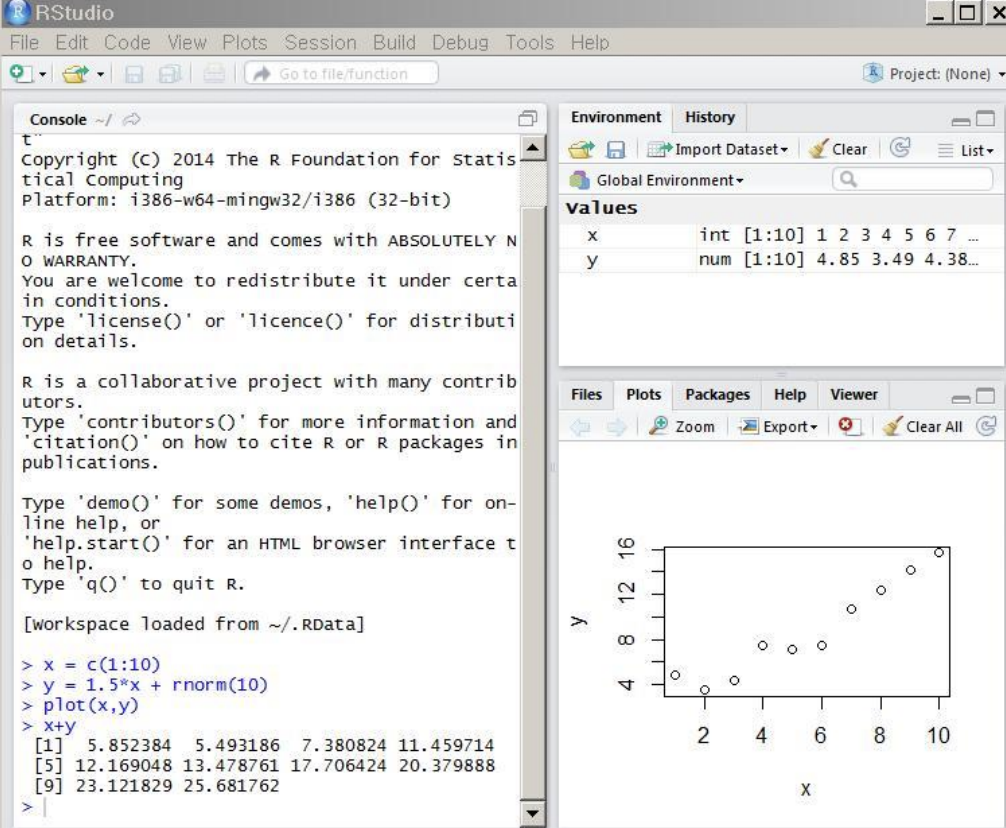 RStudio
File Edit Code View Plots Session Build Debug Tools Help
Go to file/function
Project: (None)
Console ~/
t"
Copyright (C) 2014 The R Foundation for Statis
tical Computing
Platform: i386-w64-mingw32/i386 (32-bit)
R is free software and comes with ABSOLUTELY N
O WARRANTY.
You are welcome to redistribute it under certa
in conditions.
Type 'license()' or 'licence()' for distributi
on details.
R is a collaborative project with many contrib
utors.
Type 'contributors()' for more information and
'citation()' on how to cite R or R packages in
publications.
Type 'demo()' for some demos, 'help()' for on-
line help, or
'help.start()' for an HTML browser interface t
o help.
Type 'q()' to quit R.
[Workspace loaded from ~/.RData]
> x = c(1:10)
> y = 1.5*x + rnorm(10)
> plot(x,y)
> x+y
[1] 5.852384 5.493186 7.380824 11.459714
[5] 12.169048 13.478761 17.706424 20.379888
[9] 23.121829 25.681762
>
Environment History
Import Dataset Clear List
Global Environment
Values
x int [1:10] 1 2 3 4 5 6 7 …
y num [1:10] 4.85 3.49 4.38…
Files Plots Packages Help Viewer
Zoom Export Clear All
16
12
8
4
y
2 4 6 8 10
x